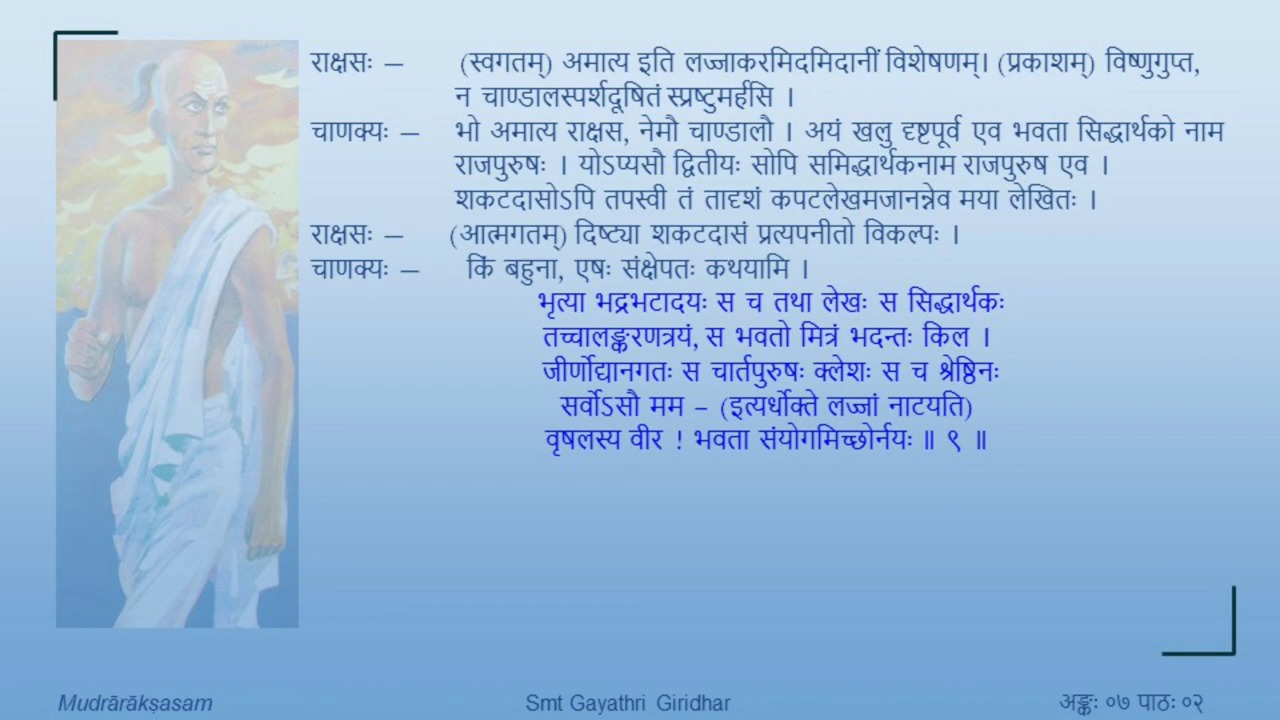 राक्षसः – (स्वगतम्) अमात्य इति लज्जाकरमिदमिदानीं विशेषणम्। (प्रकाशम्) विष्णुगुप्त,
न चाण्डालस्पर्शदूषितं स्प्रष्टुमर्हसि ।
चाणक्यः – भो अमात्य राक्षस, नेमौ चाण्डालौ । अयं खलु दृष्टपूर्व एव भवता सिद्धार्थको नाम
राजपुरुषः । योऽप्यसौ द्वितीयः सोपि समिद्धार्थकनाम राजपुरुष एव ।
शकटदासोऽपि तपस्वी तं तादृशं कपटलेखमजानन्नेव मया लेखितः ।
राक्षसः – (आत्मगतम्) दिष्ट्या शकटदासं प्रत्यपनीतो विकल्पः ।
चाणक्यः – किं बहुना, एषः संक्षेपतः कथयामि ।
भृत्या भद्रभटादयः स च तथा लेखः स सिद्धार्थकः
तच्चालङ्करणत्रयं, स भवतो मित्रं भदन्तः किल ।
जीर्णोद्यानगतः स चार्तपुरुषः क्लेशः स च श्रेष्ठिनः
सर्वोऽसौ मम – (इत्यर्धोक्ते लज्जां नाटयति)
वृषलस्य वीर ! भवता संयोगमिच्छोर्नयः ॥ ९ ॥
Mudrārākṣasam Smt Gayathri Giridhar अङ्कः ०७ पाठः ०२